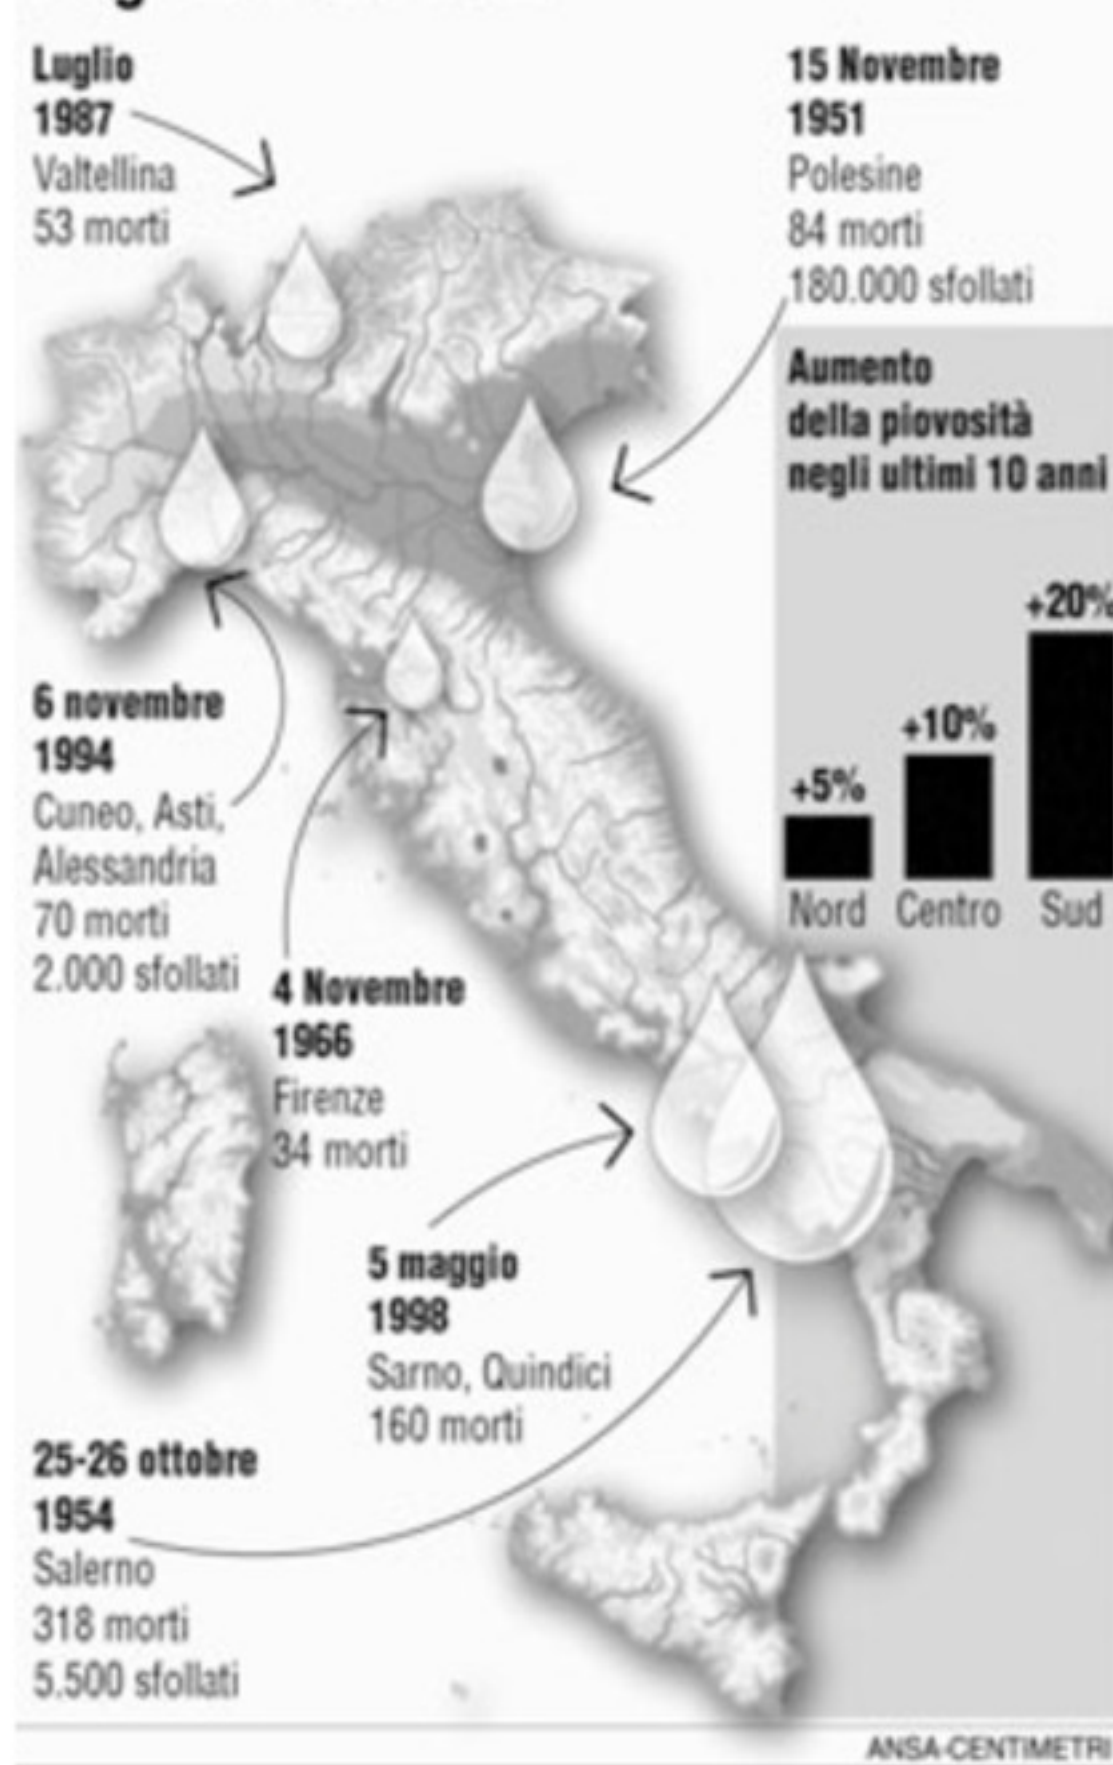 Luglio
1987
Valtellina
53 morti
15 Novembre
1951
Polesine
84 morti
180.000 sfollati
Aumento
della piovosità
negli ultimi 10 anni
+20%
+10%
+5%
Nord Centro Sud
6 novembre
1994
Cuneo, Asti,
Alessandria
70 morti
2.000 sfollati
4 Novembre
1966
Firenze
34 morti
5 maggio
1998
Sarno, Quindici
160 morti
25-26 ottobre
1954
Salerno
318 morti
5.500 sfollati
ANSA-CENTIMETRI